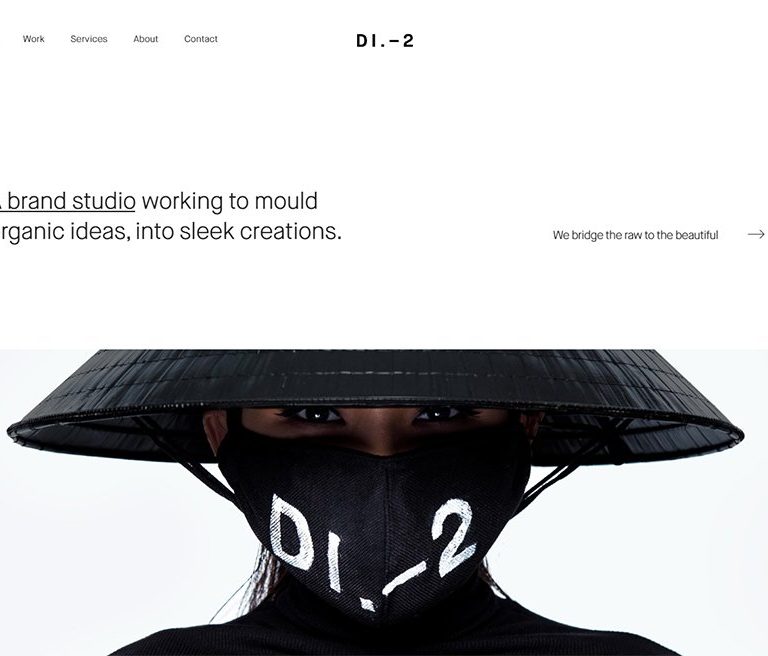 Work Services About Contact
DI.–2
brand studio working to mould
rganic ideas, into sleek creations.
We bridge the raw to the beautiful →
DI.–2